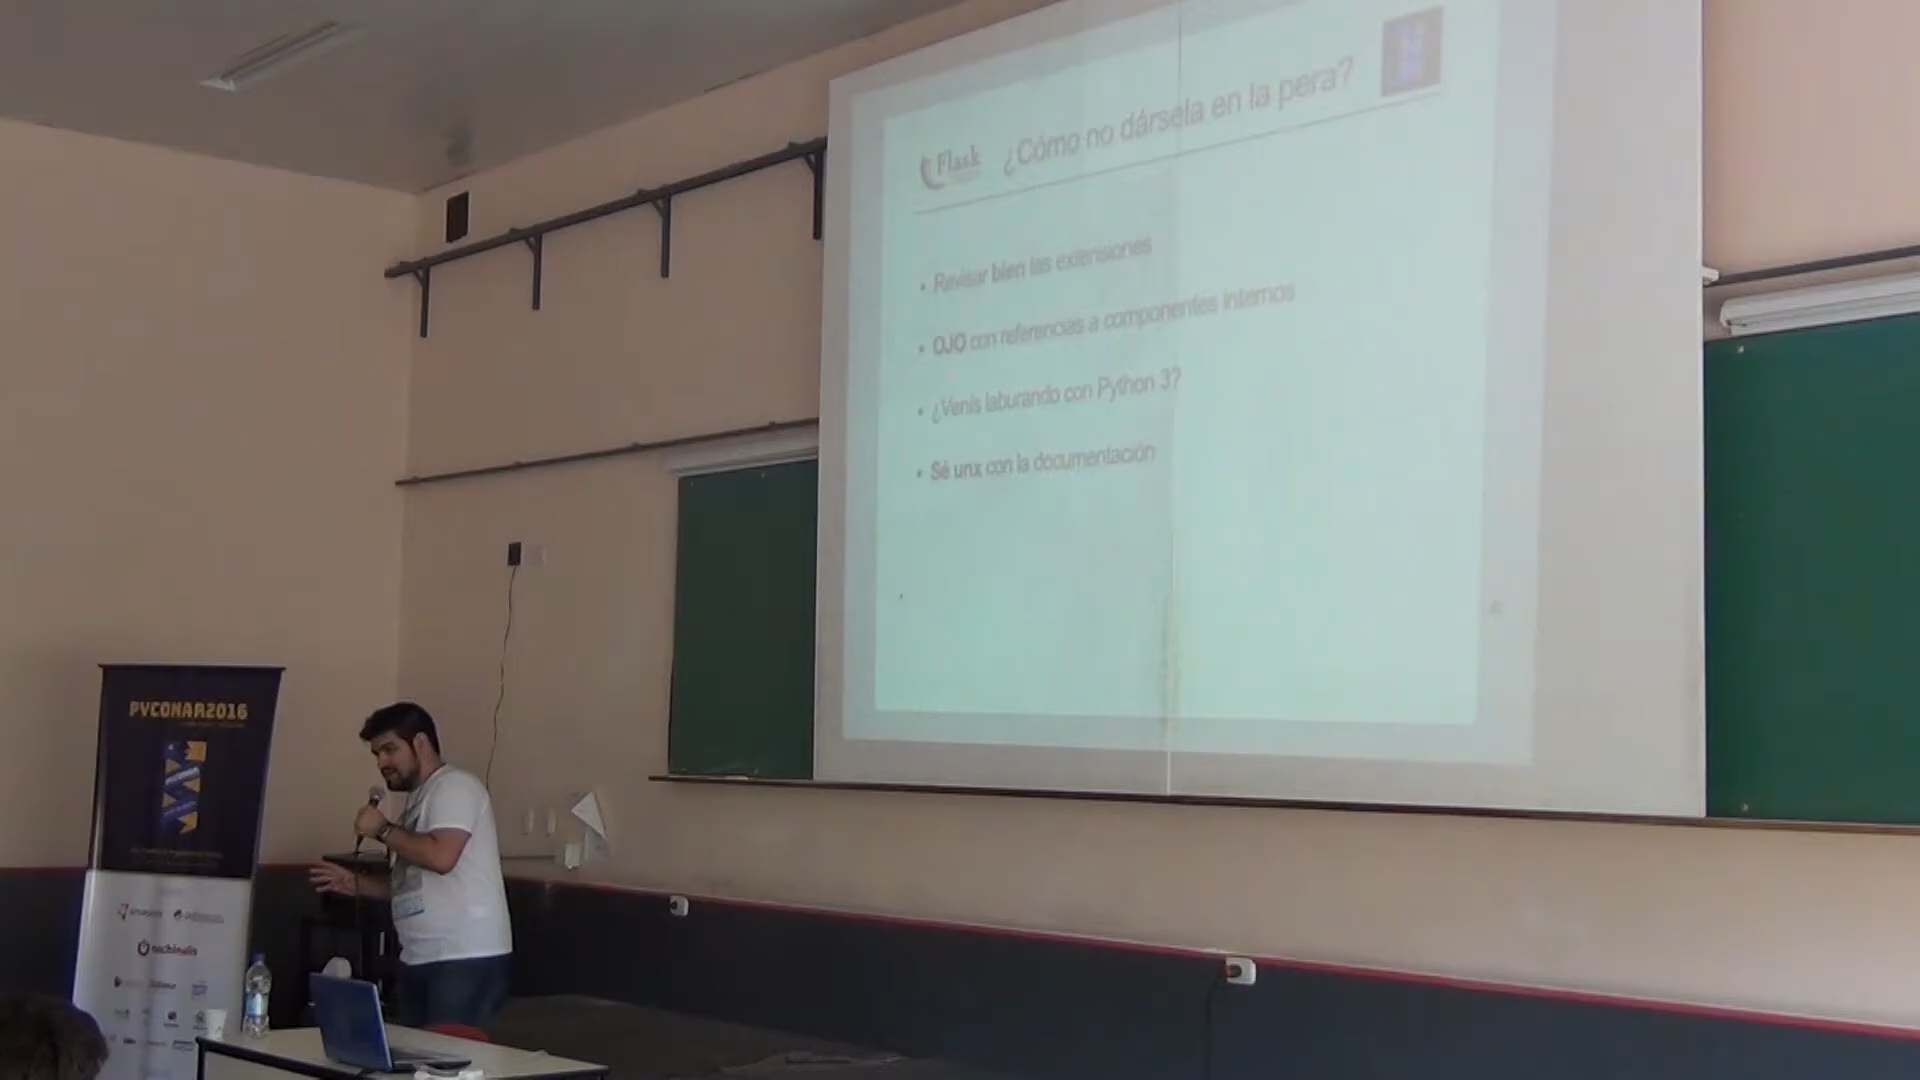 Flask
¿Cómo no dársela en la pera?
• Revisar bien las extensiones
• OJO con referencias a componentes internos
• ¿Venís laburando con Python 3?
• Sé unx con la documentación
PYCONAR2016
machinalis